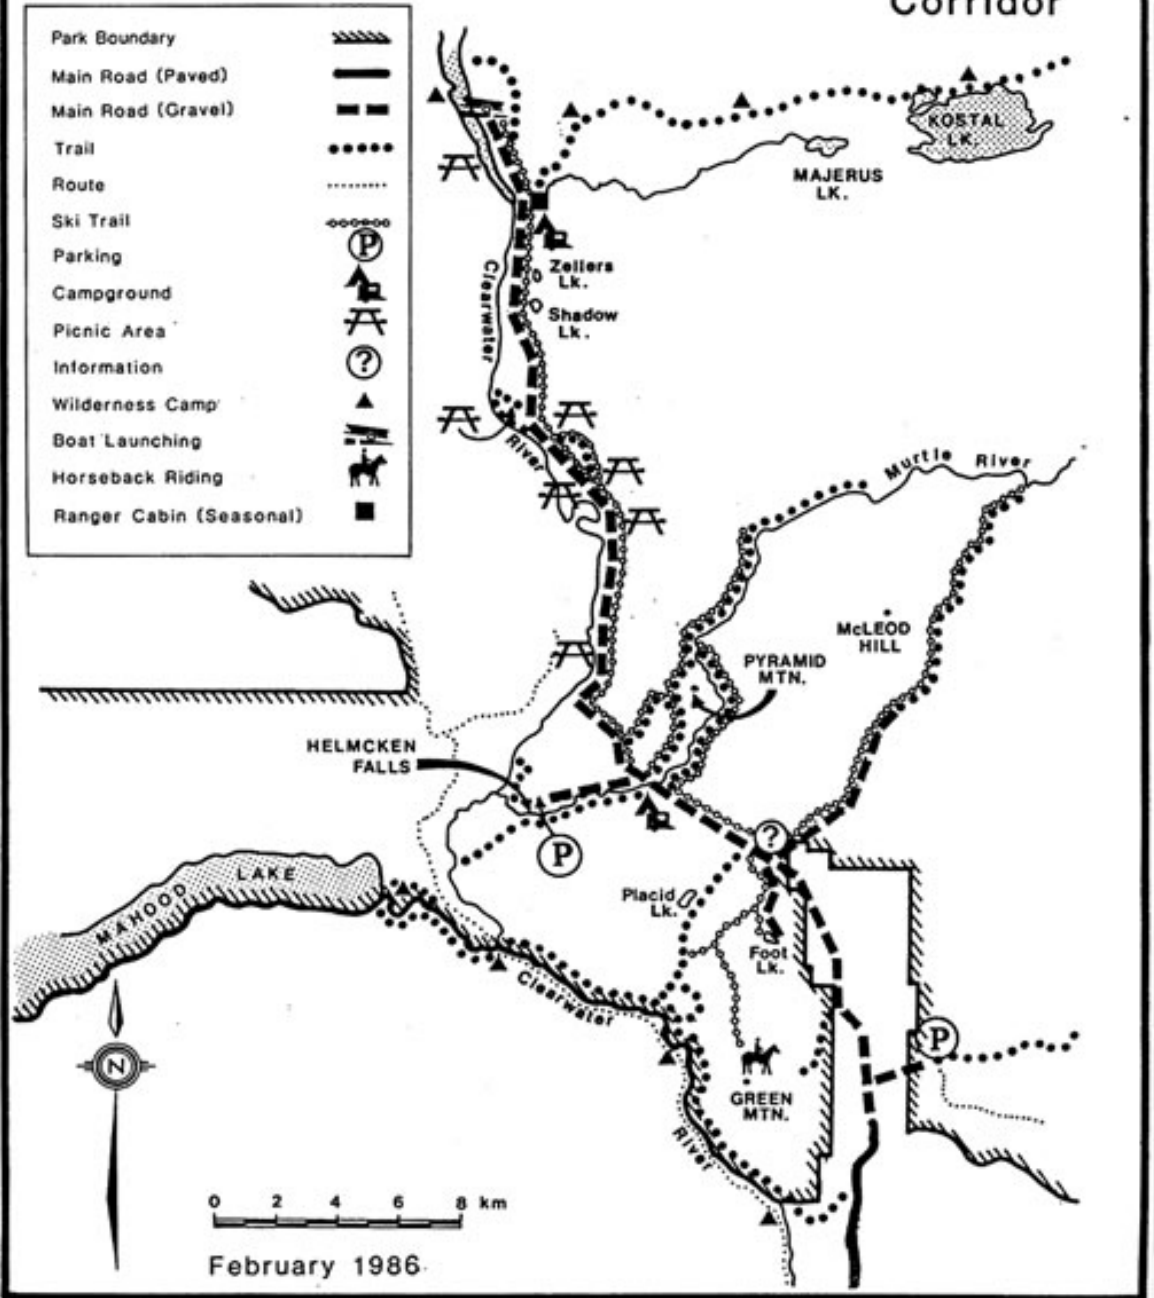 Corridor
Park Boundary
Main Road (Paved)
Main Road (Gravel)
Trail
Route
Ski Trail
Parking
P
Campground
Picnic Area
Information
?
Wilderness Camp
Boat Launching
Horseback Riding
Ranger Cabin (Seasonal)
KOSTAL
LK.
MAJERUS
LK.
Zellers
Lk.
Shadow
Lk.
Clearwater
River
Murtle River
McLEOD
HILL
PYRAMID
MTN.
HELMCKEN
FALLS
P
?
MAHOOD LAKE
Placid
Lk.
Foot
Lk.
Clearwater
River
P
GREEN
MTN.
N
0 2 4 6 8 km
February 1986